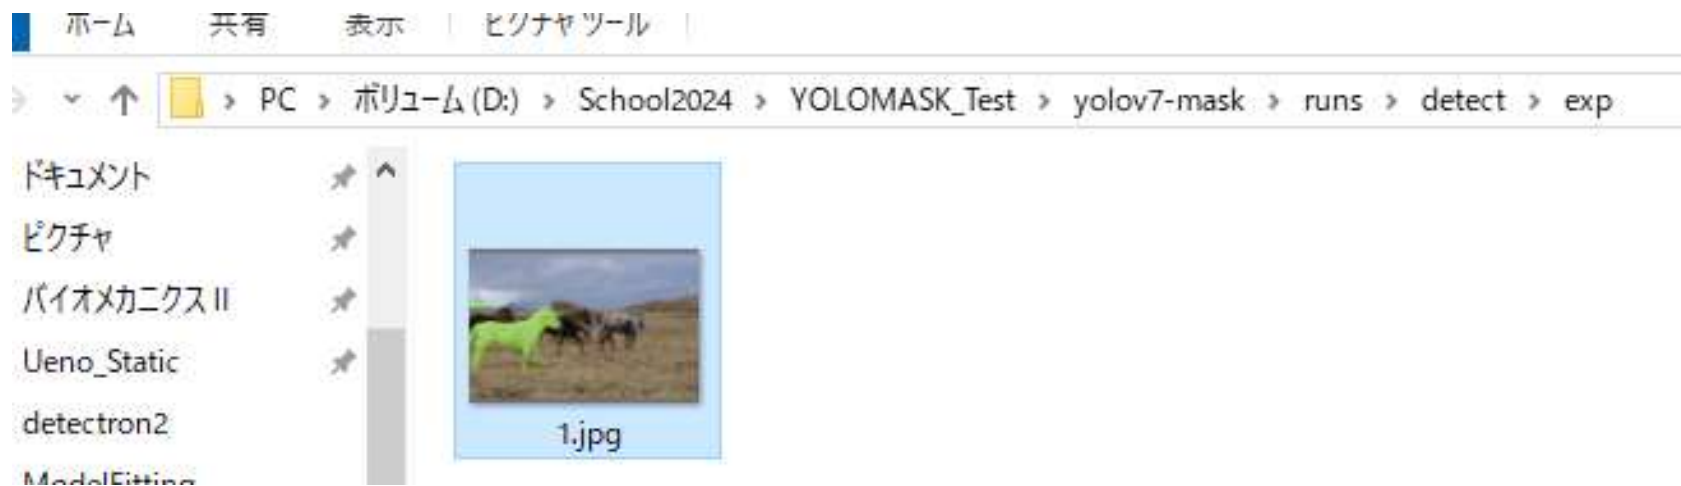 ホーム 共有 表示 ピクチャ ツール
PC > ボリューム (D:) > School2024 > YOLOMASK_Test > yolov7-mask > runs > detect > exp
ドキュメント
ピクチャ
バイオメカニクス II
Ueno_Static
detectron2
ModelFitting
1.jpg